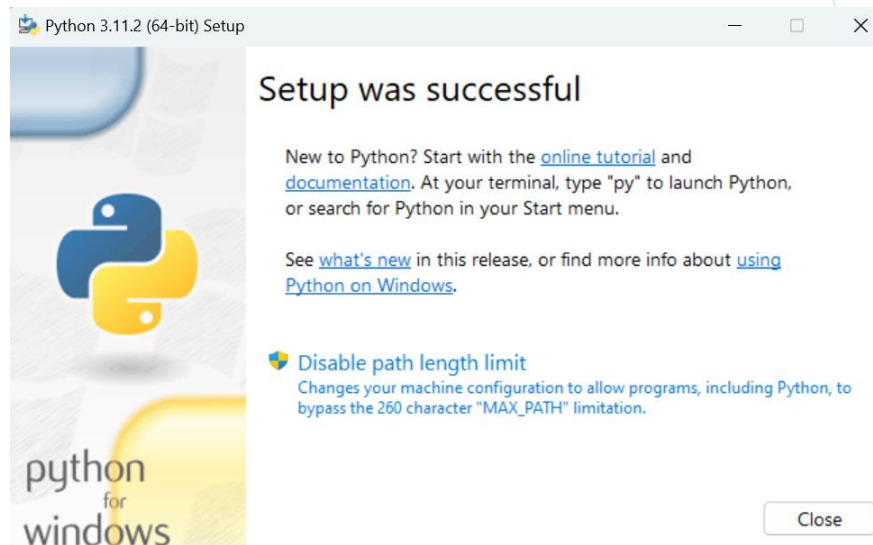 Python 3.11.2 (64-bit) Setup
Setup was successful
New to Python? Start with the online tutorial and
documentation. At your terminal, type "py" to launch Python,
or search for Python in your Start menu.
See what's new in this release, or find more info about using
Python on Windows.
Disable path length limit
Changes your machine configuration to allow programs, including Python, to
bypass the 260 character "MAX_PATH" limitation.
python
for
windows
Close